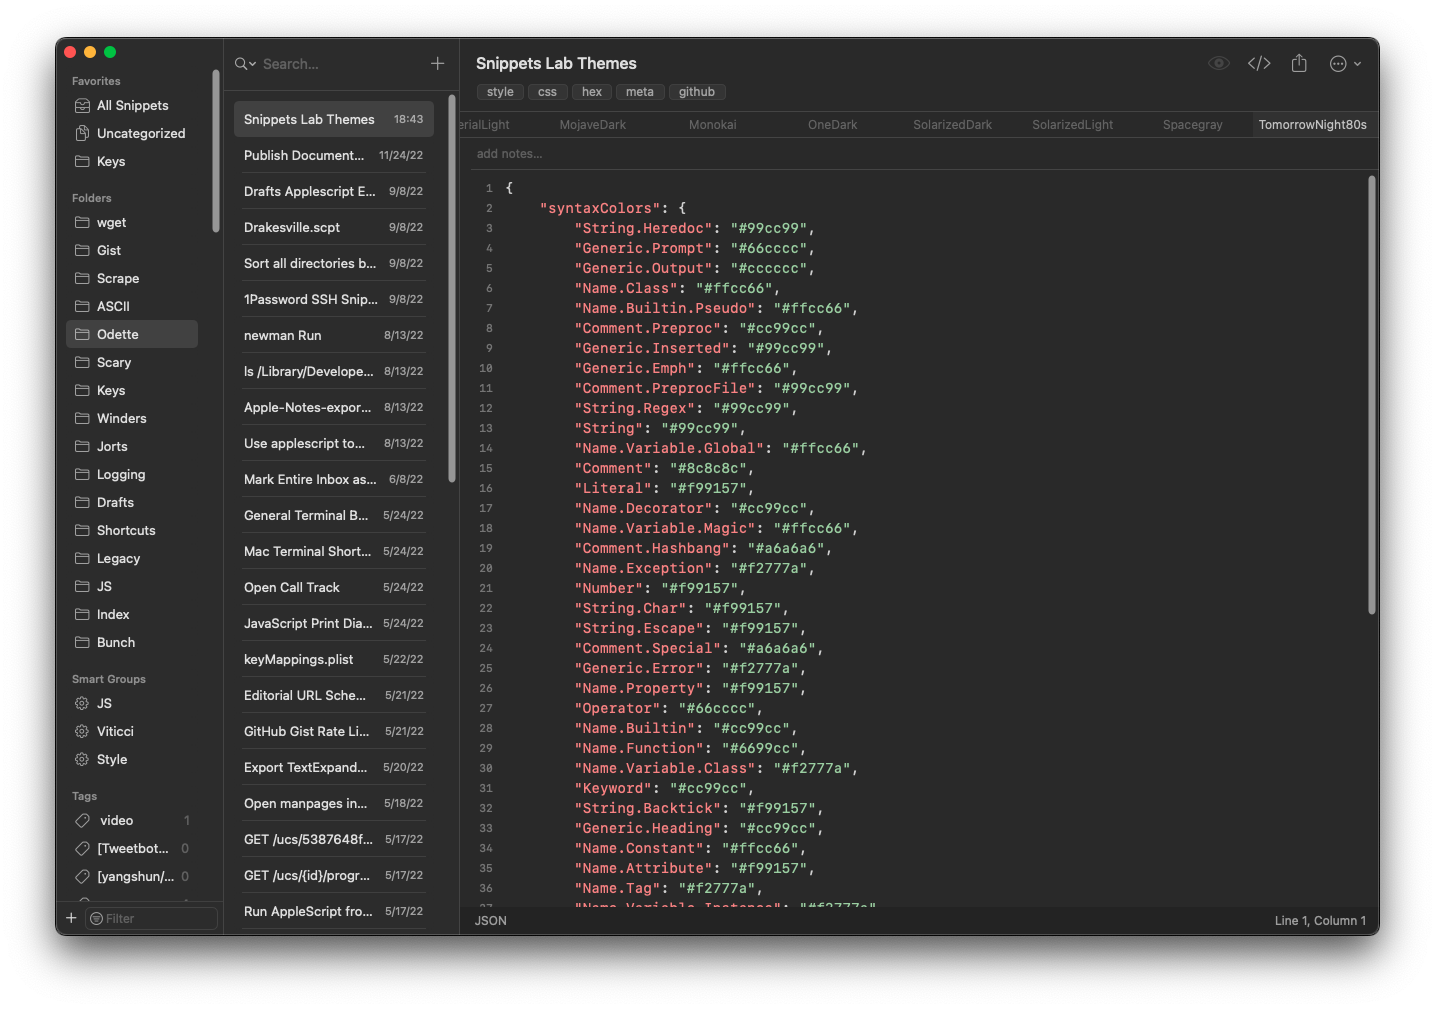 Favorites
All Snippets
Uncategorized
Keys
Folders
wget
Gist
Scrape
ASCII
Odette
Scary
Keys
Winders
Jorts
Logging
Drafts
Shortcuts
Legacy
JS
Index
Bunch
Smart Groups
JS
Viticci
Style
Tags
video 1
[Tweetbot... 0
[yangshun/... 0
+ Filter
Search... +
Snippets Lab Themes 18:43
Publish Document... 11/24/22
Drafts Applescript E... 9/8/22
Drakesville.scpt 9/8/22
Sort all directories b... 9/8/22
1Password SSH Snip... 9/8/22
newman Run 8/13/22
ls /Library/Develope... 8/13/22
Apple-Notes-expor... 8/13/22
Use applescript to... 8/13/22
Mark Entire Inbox as... 6/8/22
General Terminal B... 5/24/22
Mac Terminal Short... 5/24/22
Open Call Track 5/24/22
JavaScript Print Dia... 5/24/22
keyMappings.plist 5/22/22
Editorial URL Sche... 5/21/22
GitHub Gist Rate Li... 5/21/22
Export TextExpand... 5/20/22
Open manpages in... 5/18/22
GET /ucs/5387648f... 5/17/22
GET /ucs/{id}/progr... 5/17/22
Run AppleScript fro... 5/17/22
Snippets Lab Themes </>
style css hex meta github
erialLight MojaveDark Monokai OneDark SolarizedDark SolarizedLight Spacegray TomorrowNight80s
add notes...
1 {
2 "syntaxColors": {
3 "String.Heredoc": "#99cc99",
4 "Generic.Prompt": "#66cccc",
5 "Generic.Output": "#cccccc",
6 "Name.Class": "#ffcc66",
7 "Name.Builtin.Pseudo": "#ffcc66",
8 "Comment.Preproc": "#cc99cc",
9 "Generic.Inserted": "#99cc99",
10 "Generic.Emph": "#ffcc66",
11 "Comment.PreprocFile": "#99cc99",
12 "String.Regex": "#99cc99",
13 "String": "#99cc99",
14 "Name.Variable.Global": "#ffcc66",
15 "Comment": "#8c8c8c",
16 "Literal": "#f99157",
17 "Name.Decorator": "#cc99cc",
18 "Name.Variable.Magic": "#ffcc66",
19 "Comment.Hashbang": "#a6a6a6",
20 "Name.Exception": "#f2777a",
21 "Number": "#f99157",
22 "String.Char": "#f99157",
23 "String.Escape": "#f99157",
24 "Comment.Special": "#a6a6a6",
25 "Generic.Error": "#f2777a",
26 "Name.Property": "#f99157",
27 "Operator": "#66cccc",
28 "Name.Builtin": "#cc99cc",
29 "Name.Function": "#6699cc",
30 "Name.Variable.Class": "#f2777a",
31 "Keyword": "#cc99cc",
32 "String.Backtick": "#f99157",
33 "Generic.Heading": "#cc99cc",
34 "Name.Constant": "#ffcc66",
35 "Name.Attribute": "#f99157",
36 "Name.Tag": "#f2777a",
37 "Name.Variable.Instance": "#f2777a"
JSON Line 1, Column 1